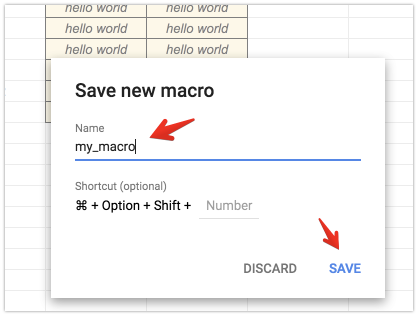 hello world hello world
hello world hello world
hello world hello world
Save new macro
Name
my_macro
Shortcut (optional)
⌘ + Option + Shift + Number
DISCARD SAVE